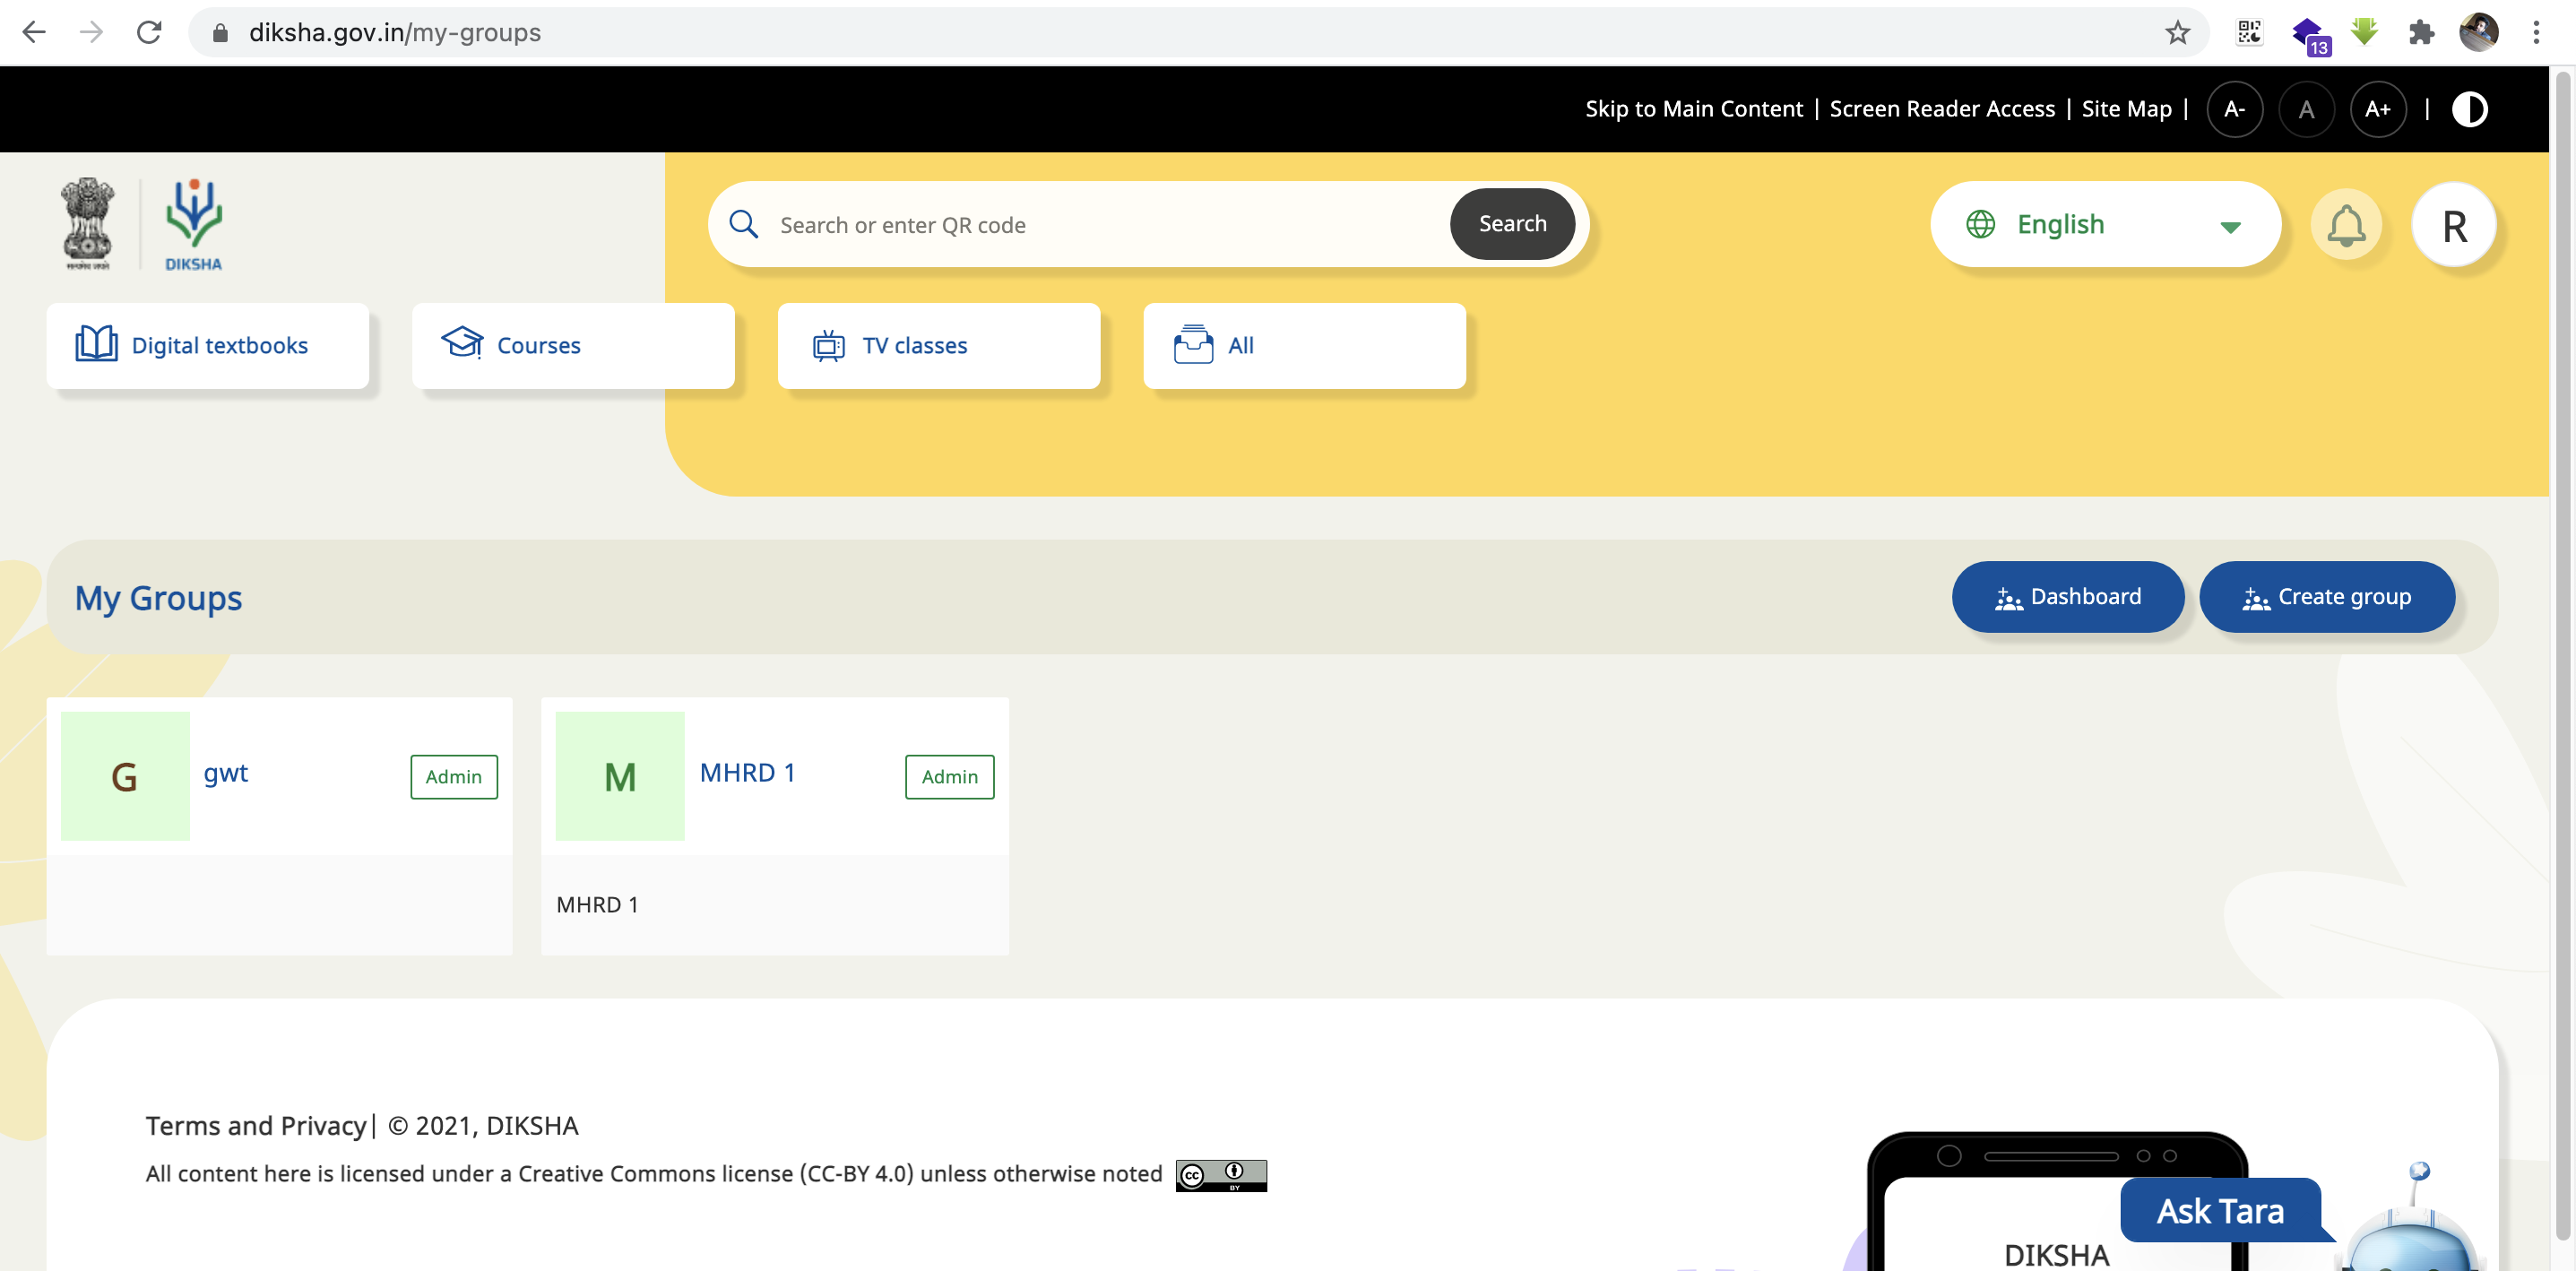 diksha.gov.in/my-groups
13
Skip to Main Content | Screen Reader Access | Site Map | A- A A+ |
DIKSHA
Search or enter QR code
Search
English
R
Digital textbooks
Courses
TV classes
All
My Groups
Dashboard
Create group
G
gwt
Admin
M
MHRD 1
Admin
MHRD 1
Terms and Privacy| © 2021, DIKSHA
All content here is licensed under a Creative Commons license (CC-BY 4.0) unless otherwise noted
cc
BY
Ask Tara
DIKSHA